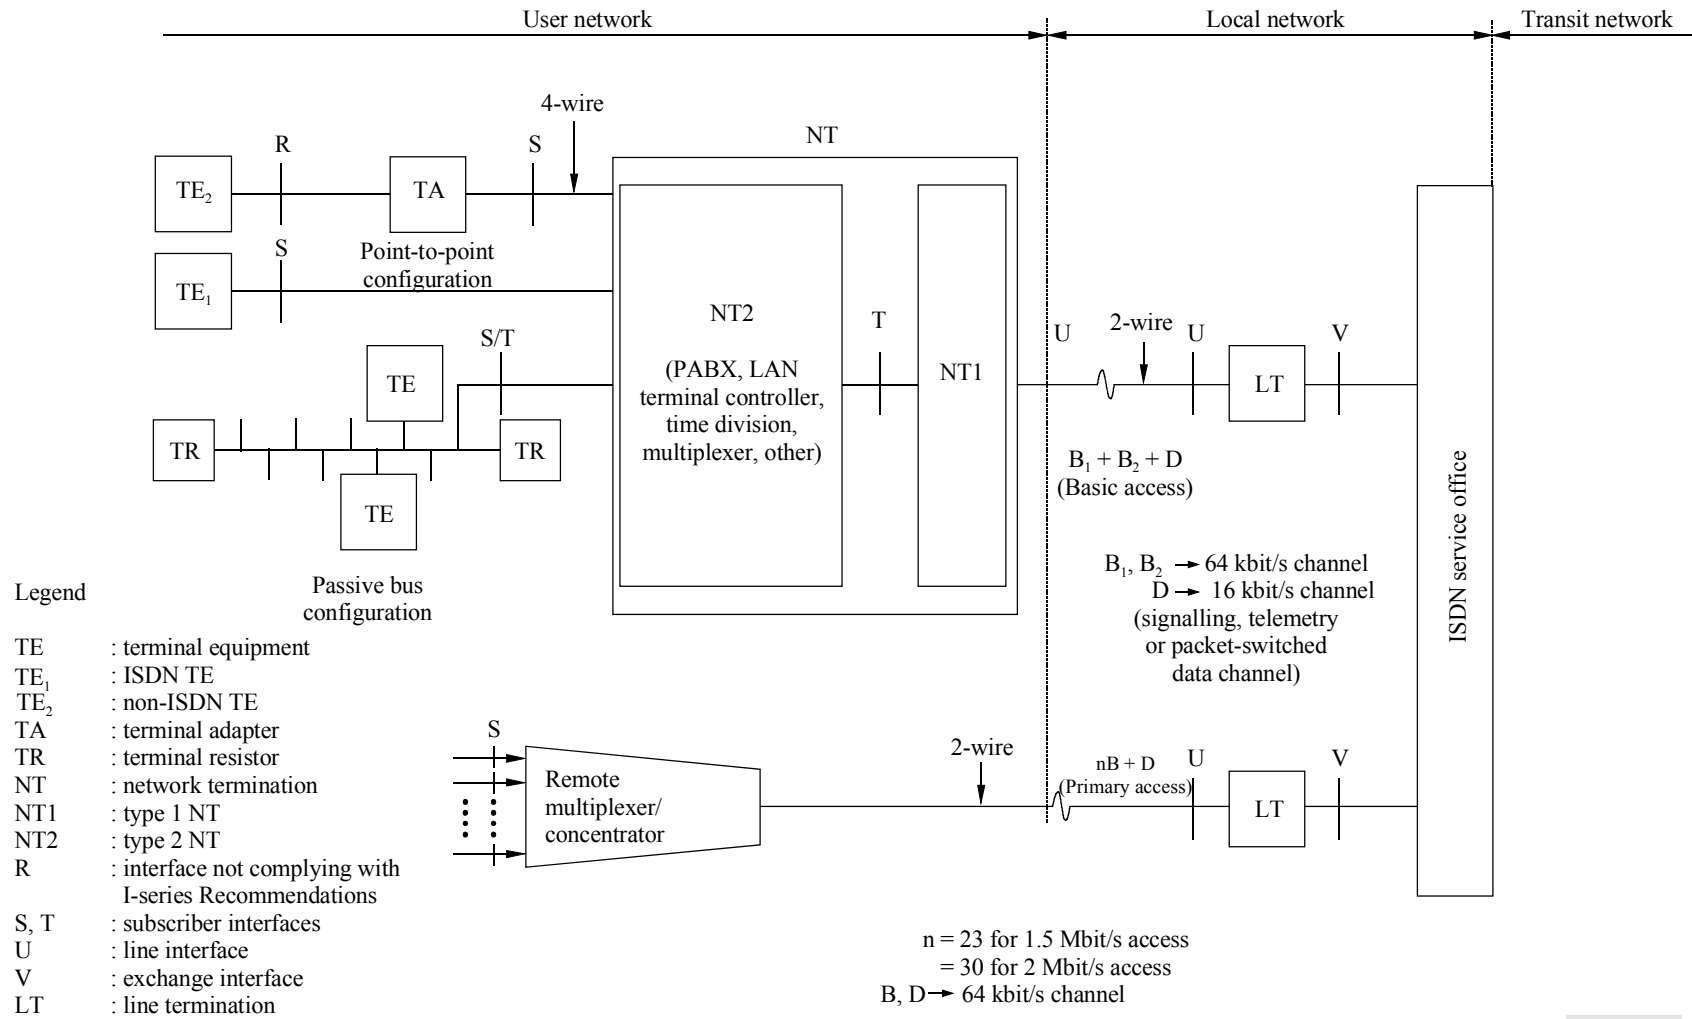 User network
Local network
Transit network
4-wire
NT
R
S
TE2
TA
Point-to-point
configuration
S
TE1
NT2
(PABX, LAN
terminal controller,
time division,
multiplexer, other)
T
NT1
S/T
TE
TR
TR
TE
Passive bus
configuration
U
2-wire
U
V
LT
B1 + B2 + D
(Basic access)
B1, B2 → 64 kbit/s channel
D → 16 kbit/s channel
(signalling, telemetry
or packet-switched
data channel)
ISDN service office
Legend
TE : terminal equipment
TE1 : ISDN TE
TE2 : non-ISDN TE
TA : terminal adapter
TR : terminal resistor
NT : network termination
NT1 : type 1 NT
NT2 : type 2 NT
R : interface not complying with
I-series Recommendations
S, T : subscriber interfaces
U : line interface
V : exchange interface
LT : line termination
S
Remote
multiplexer/
concentrator
2-wire
nB + D
(Primary access)
U
V
LT
n = 23 for 1.5 Mbit/s access
= 30 for 2 Mbit/s access
B, D → 64 kbit/s channel